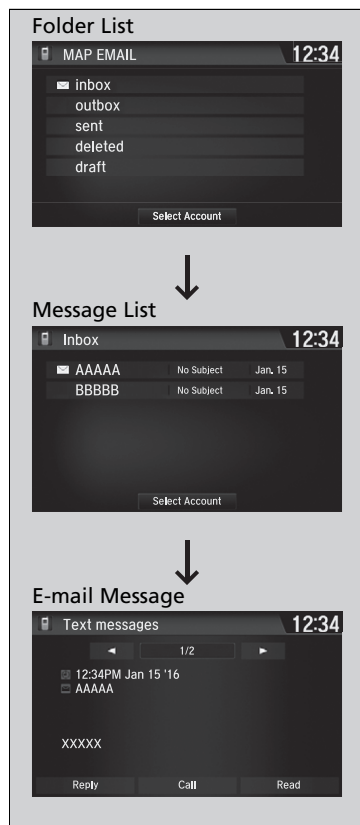 Folder List
MAP EMAIL 12:34
inbox
outbox
sent
deleted
draft
Select Account
Message List
Inbox 12:34
AAAAA No Subject Jan. 15
BBBBB No Subject Jan. 15
Select Account
E-mail Message
Text messages 12:34
1/2
12:34PM Jan 15 '16
AAAAA
XXXXX
Reply Call Read